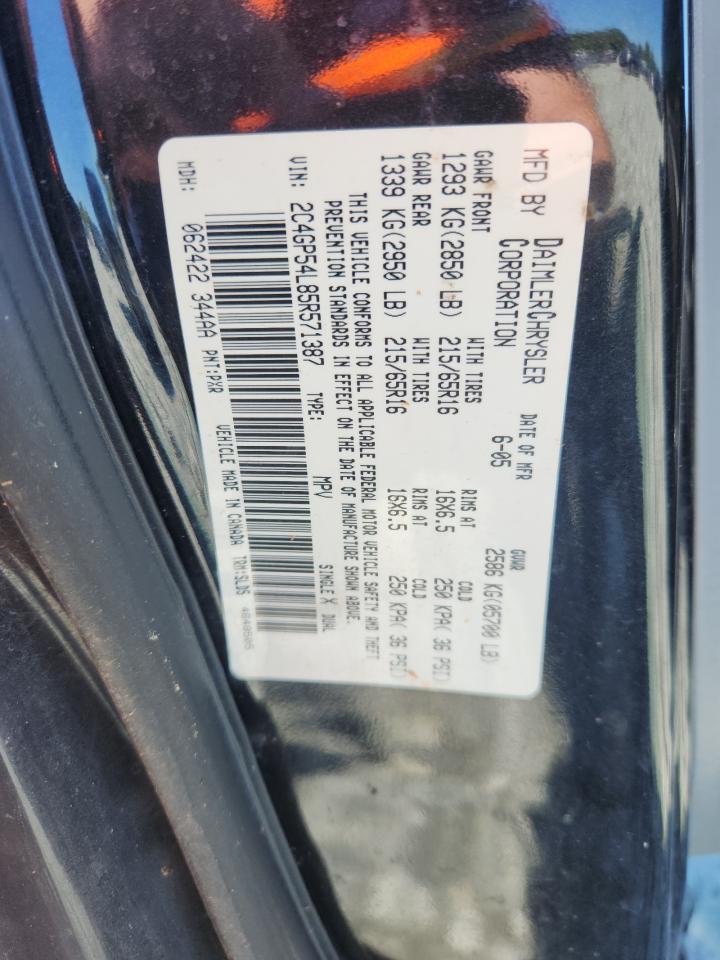 MFD BY DAIMLERCHRYSLER CORPORATION
DATE OF MFR 6-05
GVWR 2586 KG(05700 LB)
GAWR FRONT WITH TIRES RIMS AT COLD
1293 KG(2850 LB) 215/65R16 16X6.5 250 KPA( 36 PSI)
GAWR REAR WITH TIRES RIMS AT COLD
1339 KG(2950 LB) 215/65R16 16X6.5 250 KPA( 36 PSI)
THIS VEHICLE CONFORMS TO ALL APPLICABLE FEDERAL MOTOR VEHICLE SAFETY AND THEFT
PREVENTION STANDARDS IN EFFECT ON THE DATE OF MANUFACTURE SHOWN ABOVE.
VIN: 2C4GP54L85R571387 TYPE: MPV SINGLE X DUAL
MDH: 062422 344AA PNT:PXR
VEHICLE MADE IN CANADA TRM:SLD5